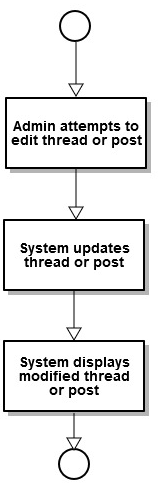 Admin attempts to
edit thread or post
System updates
thread or post
System displays
modified thread
or post